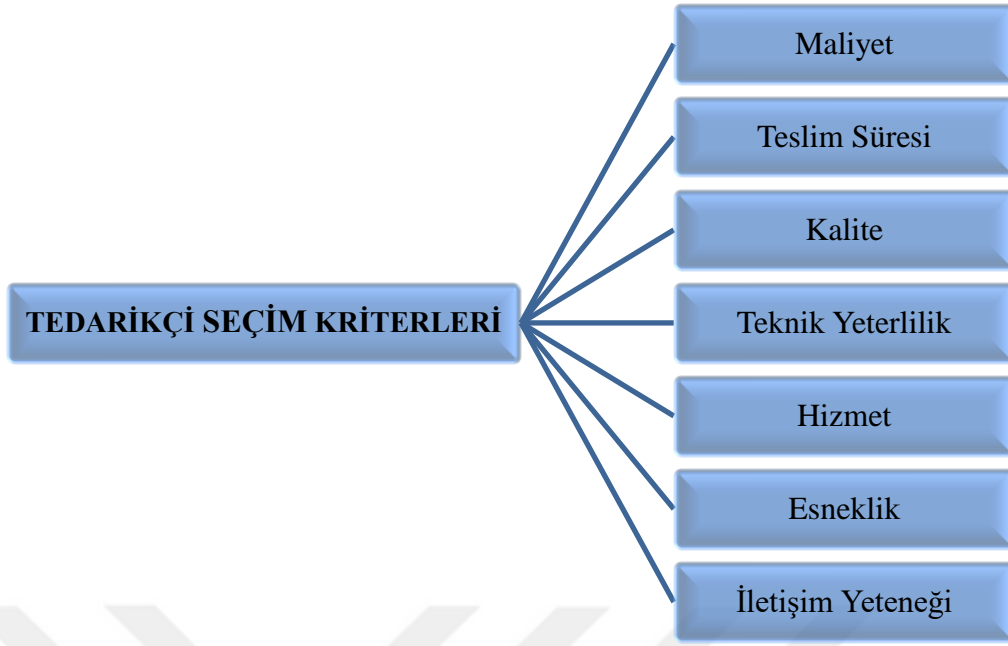 Maliyet
Teslim Süresi
Kalite
TEDARİKÇİ SEÇİM KRİTERLERİ
Teknik Yeterlilik
Hizmet
Esneklik
İletişim Yeteneği